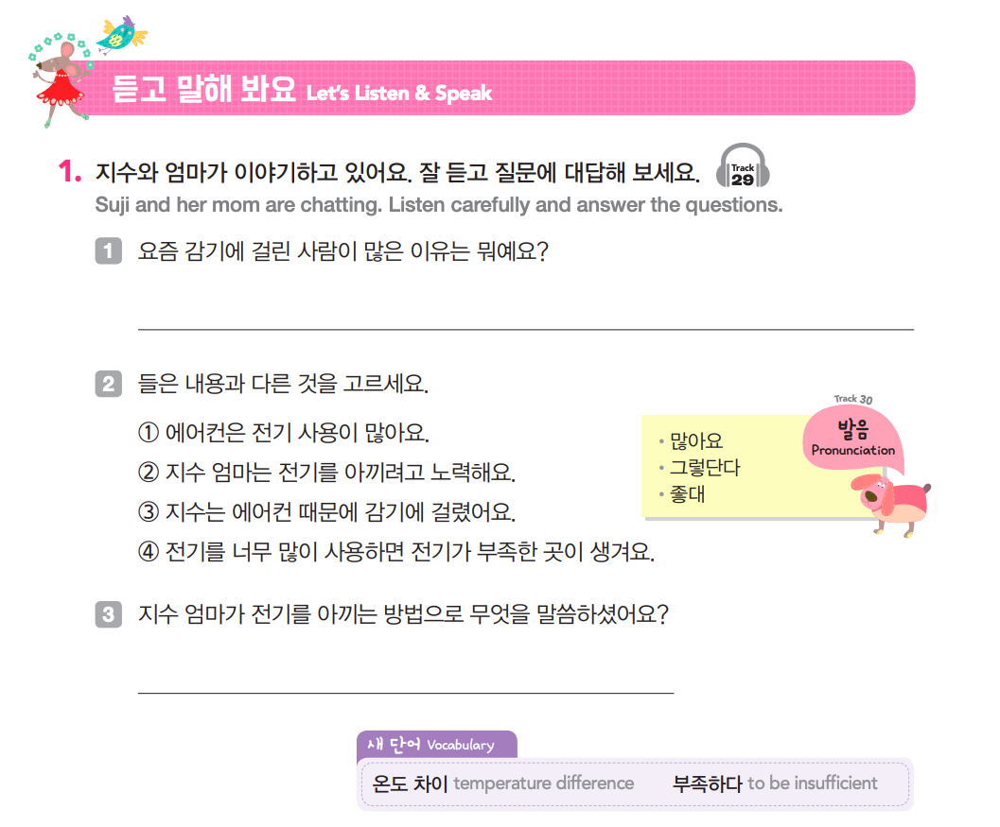 듣고 말해 봐요 Let's Listen & Speak
1. 지수와 엄마가 이야기하고 있어요. 잘 듣고 질문에 대답해 보세요. Track 29
Suji and her mom are chatting. Listen carefully and answer the questions.
1 요즘 감기에 걸린 사람이 많은 이유는 뭐예요?
2 들은 내용과 다른 것을 고르세요.
① 에어컨은 전기 사용이 많아요.
② 지수 엄마는 전기를 아끼려고 노력해요.
③ 지수는 에어컨 때문에 감기에 걸렸어요.
④ 전기를 너무 많이 사용하면 전기가 부족한 곳이 생겨요.
Track 30
발음
Pronunciation
• 많아요
• 그렇단다
• 좋대
3 지수 엄마가 전기를 아끼는 방법으로 무엇을 말씀하셨어요?
새 단어 Vocabulary
온도 차이 temperature difference 부족하다 to be insufficient